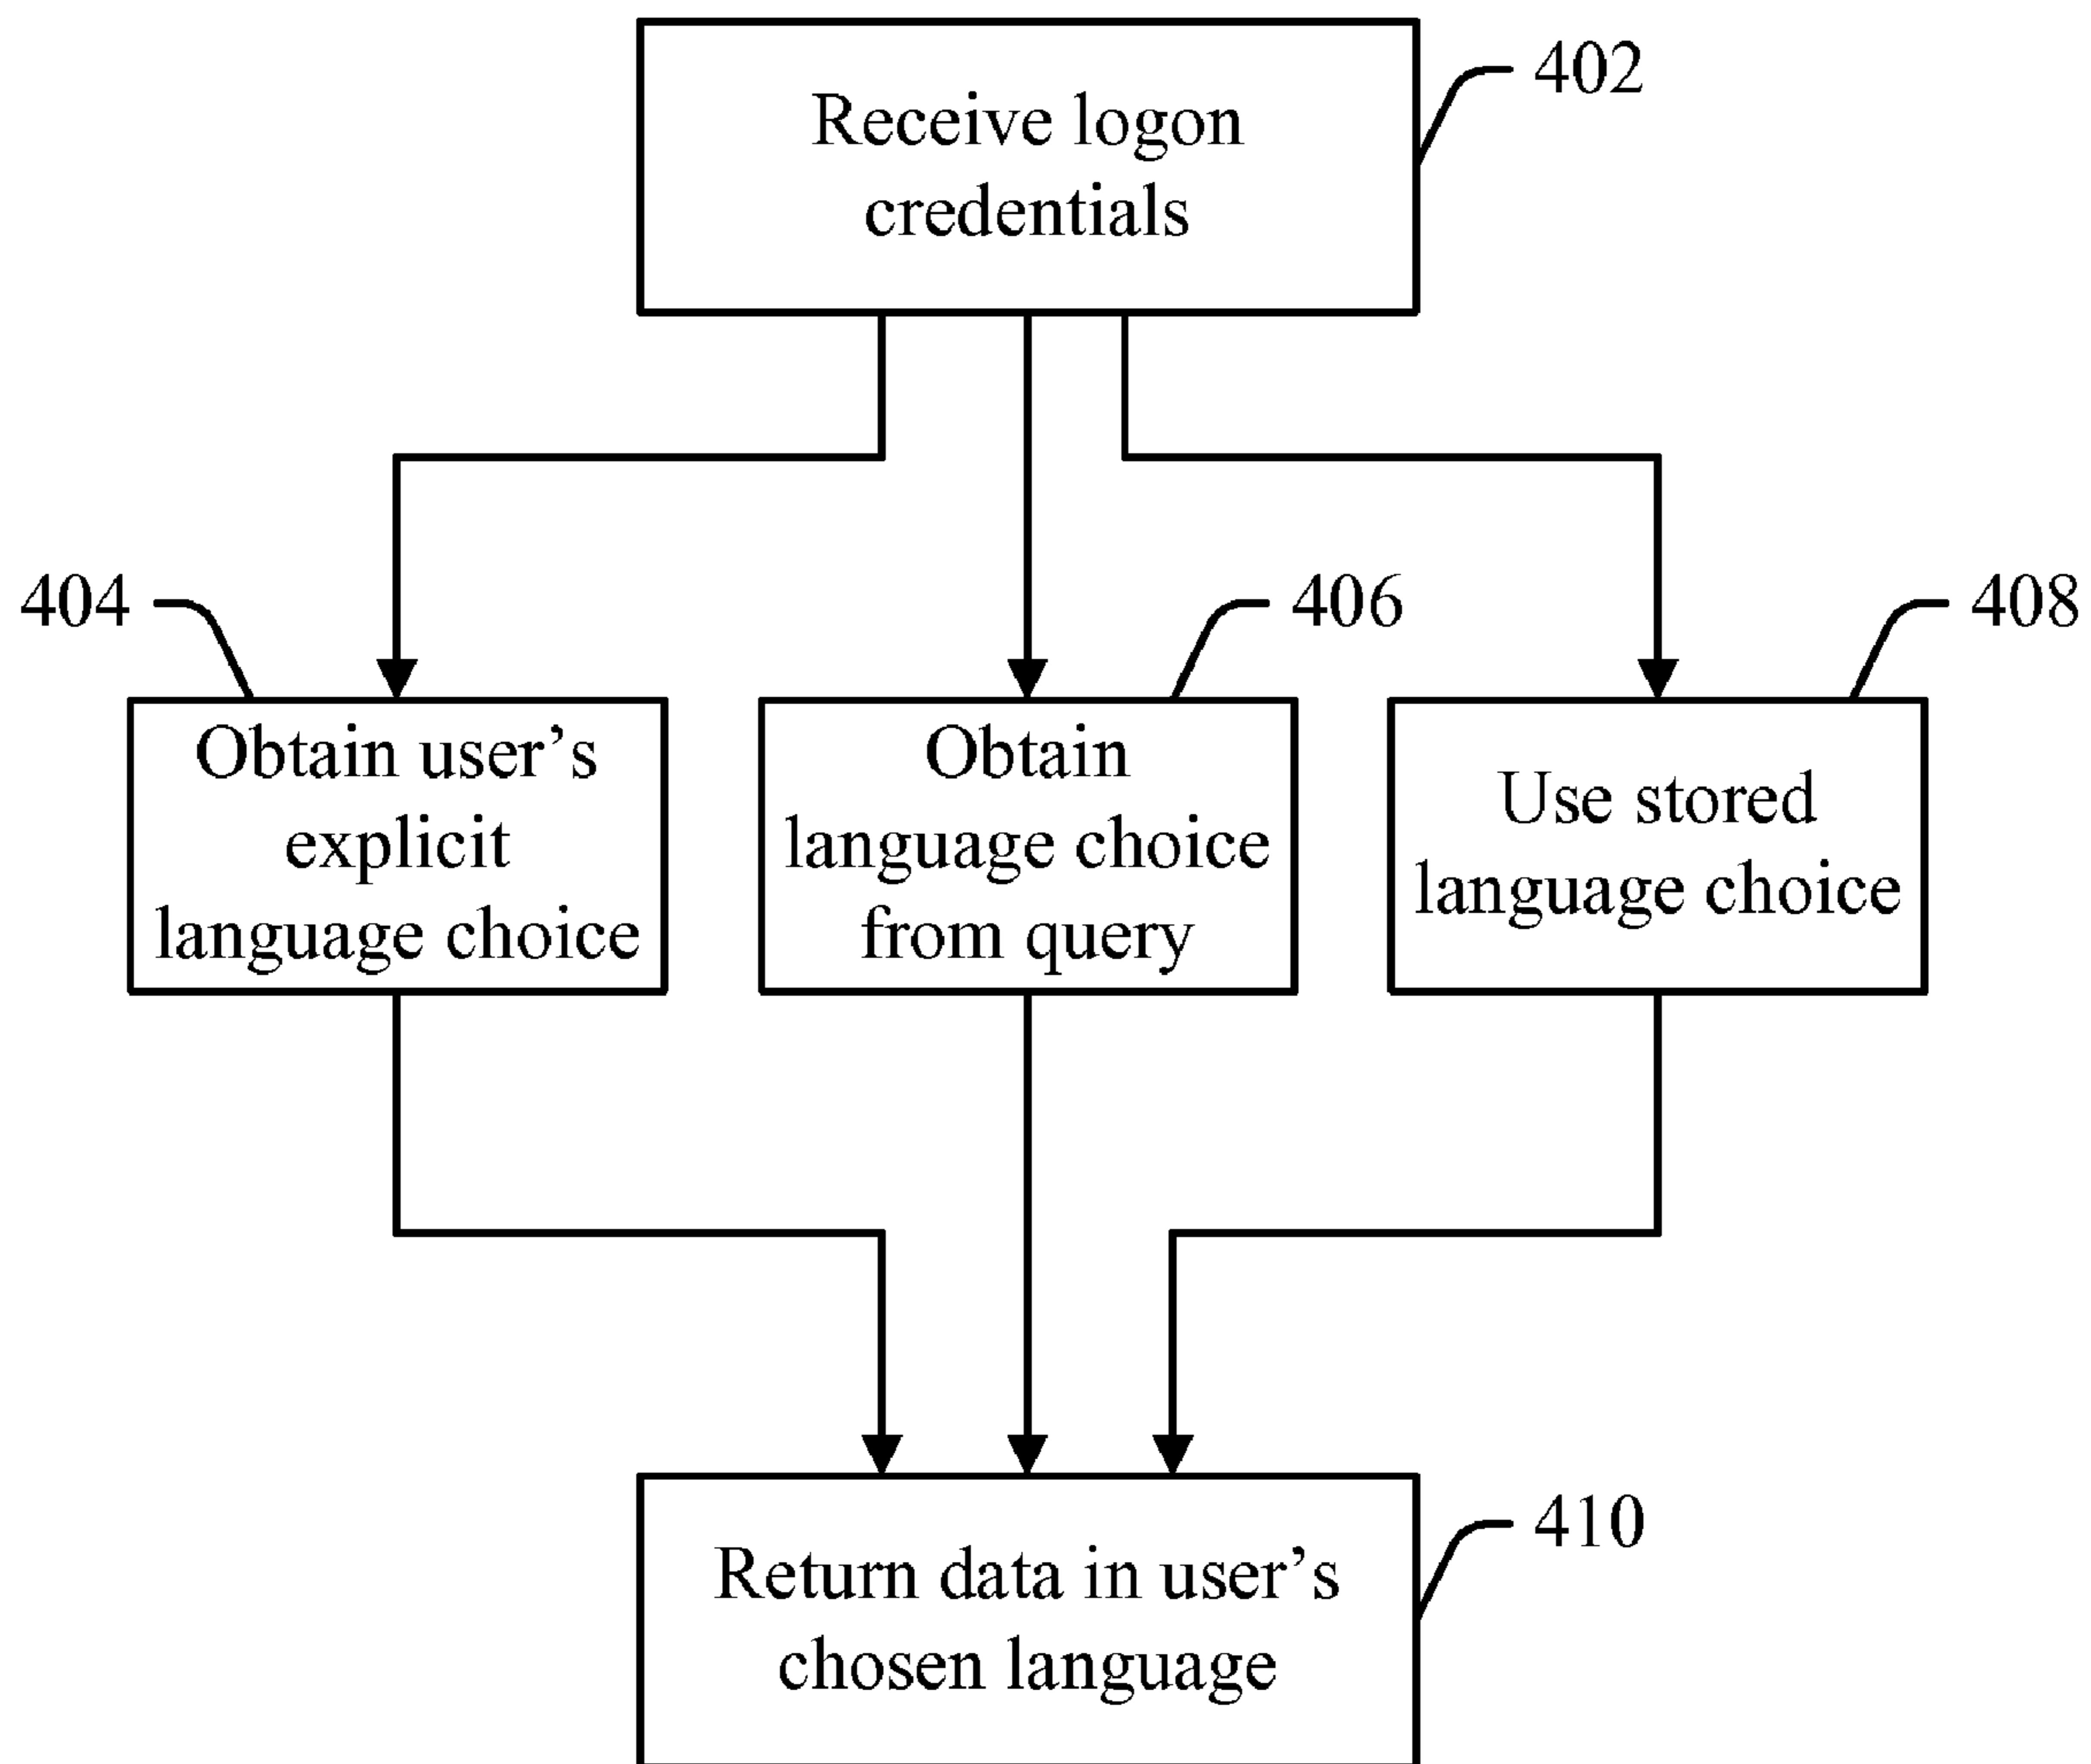 Receive logon
credentials
402
404
406
408
Obtain user’s
explicit
language choice
Obtain
language choice
from query
Use stored
language choice
Return data in user’s
chosen language
410